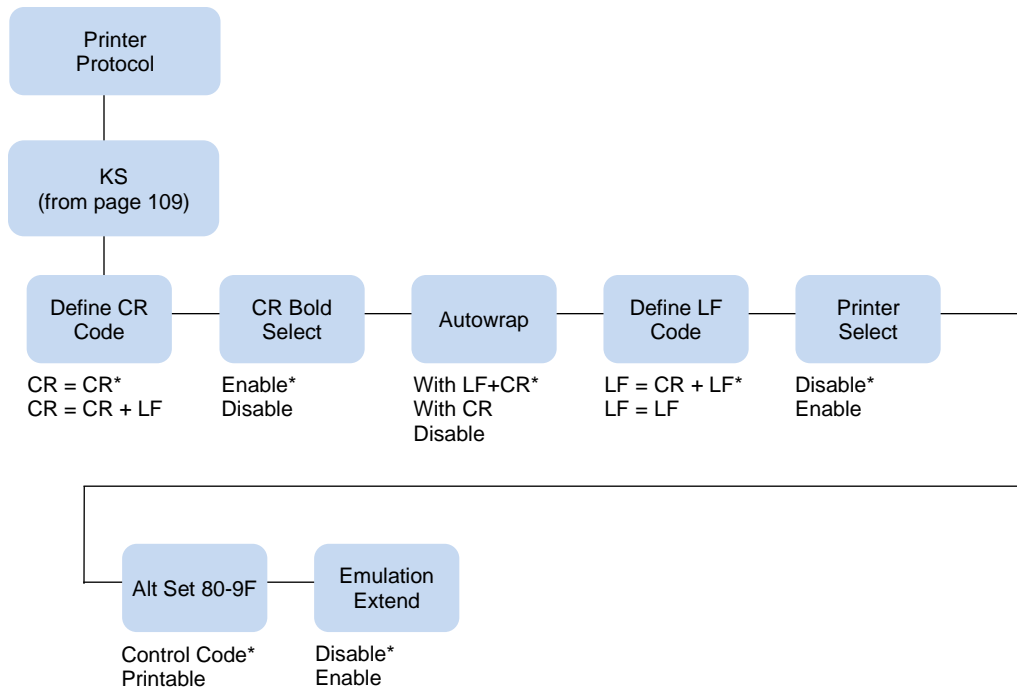 Printer
Protocol
KS
(from page 109)
Define CR
Code
CR Bold
Select
Autowrap
Define LF
Code
Printer
Select
CR = CR*
CR = CR + LF
Enable*
Disable
With LF+CR*
With CR
Disable
LF = CR + LF*
LF = LF
Disable*
Enable
Alt Set 80-9F
Emulation
Extend
Control Code*
Printable
Disable*
Enable